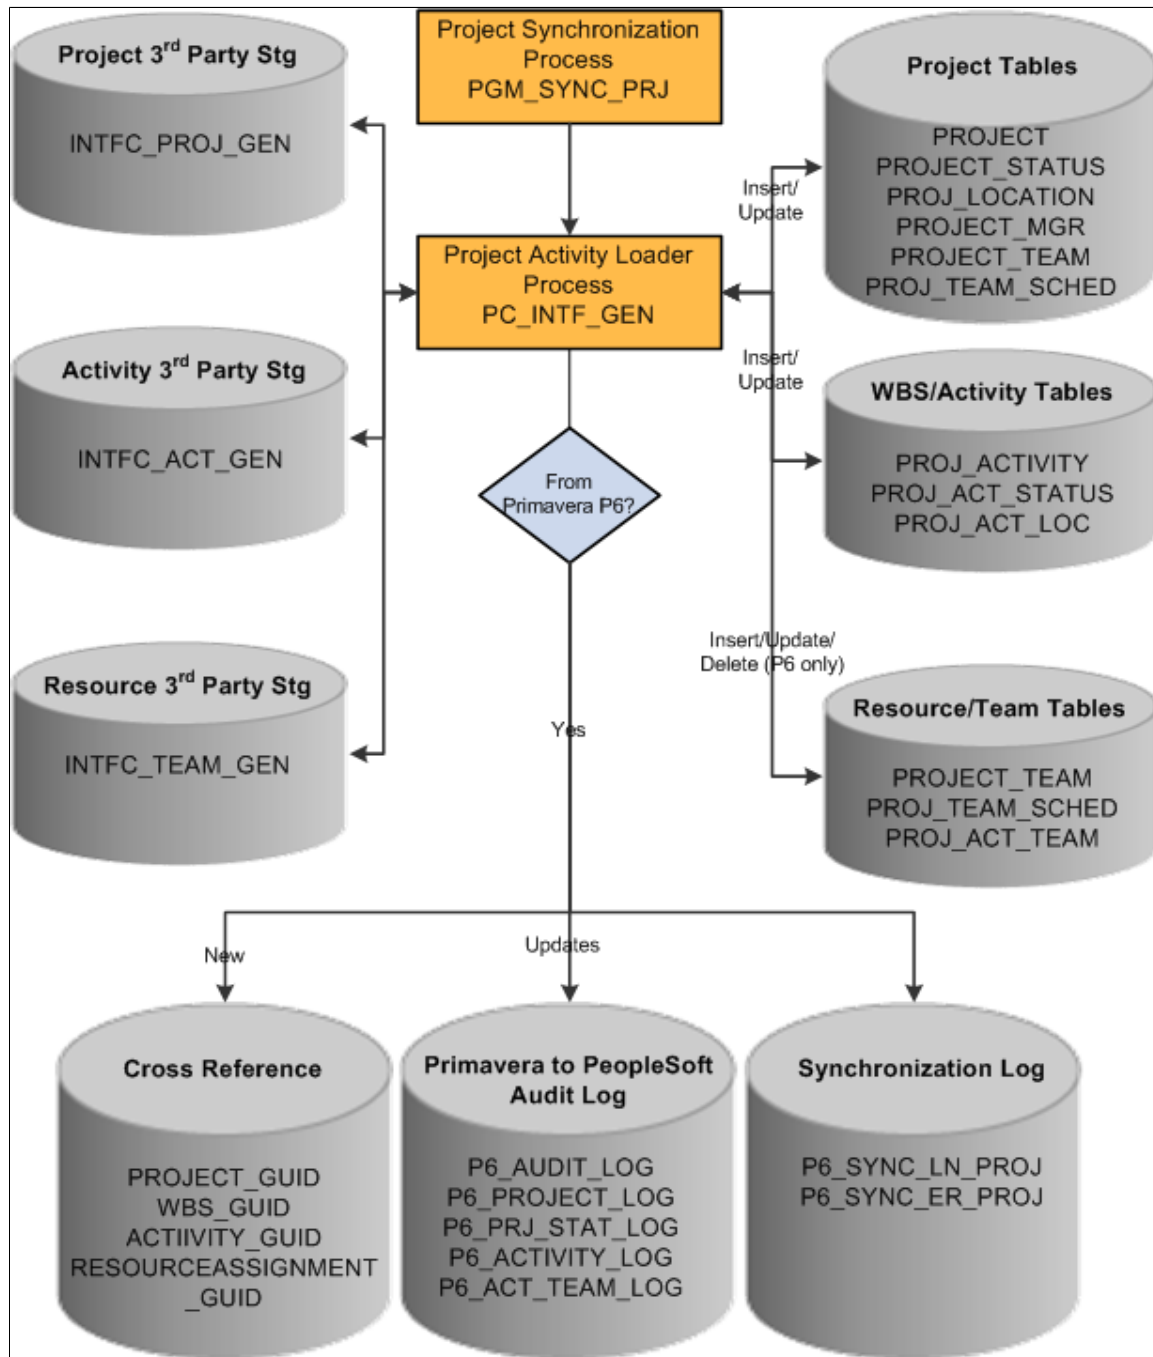 Project 3rd Party Stg
INTFC_PROJ_GEN
Project Synchronization
Process
PGM_SYNC_PRJ
Project Tables
PROJECT
PROJECT_STATUS
PROJ_LOCATION
PROJECT_MGR
PROJECT_TEAM
PROJ_TEAM_SCHED
Insert/
Update
Project Activity Loader
Process
PC_INTF_GEN
Activity 3rd Party Stg
INTFC_ACT_GEN
Insert/
Update
WBS/Activity Tables
PROJ_ACTIVITY
PROJ_ACT_STATUS
PROJ_ACT_LOC
From
Primavera P6?
Resource 3rd Party Stg
INTFC_TEAM_GEN
Yes
Insert/Update/
Delete (P6 only)
Resource/Team Tables
PROJECT_TEAM
PROJ_TEAM_SCHED
PROJ_ACT_TEAM
New
Updates
Cross Reference
PROJECT_GUID
WBS_GUID
ACTIIVITY_GUID
RESOURCEASSIGNMENT
_GUID
Primavera to PeopleSoft
Audit Log
P6_AUDIT_LOG
P6_PROJECT_LOG
P6_PRJ_STAT_LOG
P6_ACTIVITY_LOG
P6_ACT_TEAM_LOG
Synchronization Log
P6_SYNC_LN_PROJ
P6_SYNC_ER_PROJ